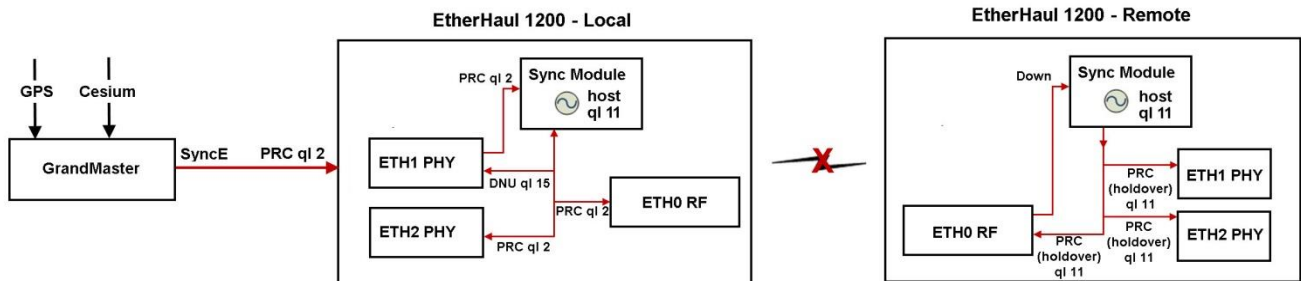 EtherHaul 1200 - Local
EtherHaul 1200 - Remote
GPS
Cesium
GrandMaster
SyncE
PRC ql 2
PRC ql 2
Sync Module
host
ql 11
ETH1 PHY
DNU ql 15
PRC ql 2
ETH0 RF
ETH2 PHY
PRC ql 2
X
Down
Sync Module
host
ql 11
ETH1 PHY
PRC
(holdover)
ql 11
ETH2 PHY
PRC
(holdover)
ql 11
ETH0 RF
PRC
(holdover)
ql 11